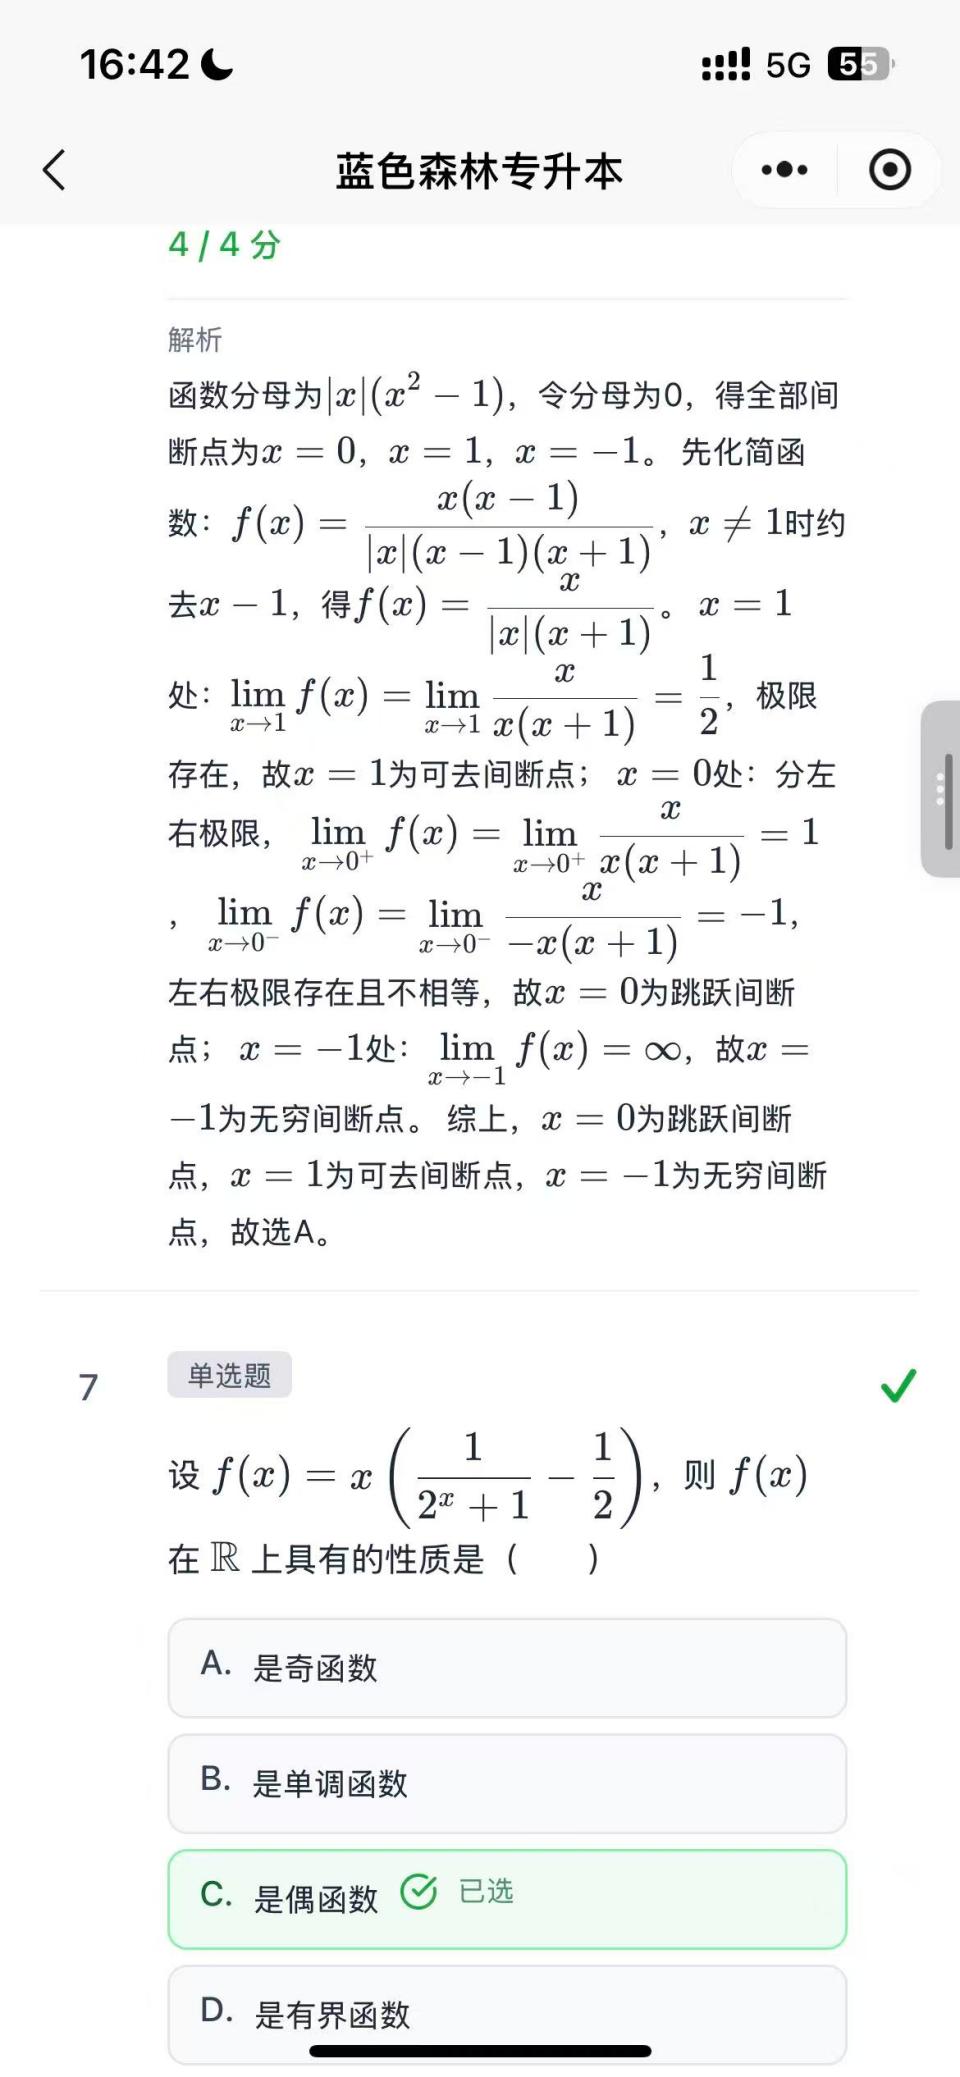 16:42
5G 55
蓝色森林专升本
4 / 4 分
解析
函数分母为|x|(x² − 1)，令分母为0，得全部间
断点为x = 0，x = 1，x = −1。 先化简函
数：f(x) = \frac{x(x − 1)}{|x|(x − 1)(x + 1)}，x ≠ 1时约
去x − 1，得f(x) = \frac{x}{|x|(x + 1)}。 x = 1
处：\lim_{x→1} f(x) = \lim_{x→1} \frac{x}{x(x + 1)} = \frac{1}{2}，极限
存在，故x = 1为可去间断点； x = 0处：分左
右极限， \lim_{x→0^+} f(x) = \lim_{x→0^+} \frac{x}{x(x + 1)} = 1
， \lim_{x→0^-} f(x) = \lim_{x→0^-} \frac{x}{−x(x + 1)} = −1，
左右极限存在且不相等，故x = 0为跳跃间断
点； x = −1处：\lim_{x→−1} f(x) = ∞，故x =
−1为无穷间断点。 综上，x = 0为跳跃间断
点，x = 1为可去间断点，x = −1为无穷间断
点，故选A。
7 单选题
设 f(x) = x \left( \frac{1}{2^x + 1} − \frac{1}{2} \right)，则 f(x)
在 ℝ 上具有的性质是（ ）
A. 是奇函数
B. 是单调函数
C. 是偶函数 已选
D. 是有界函数